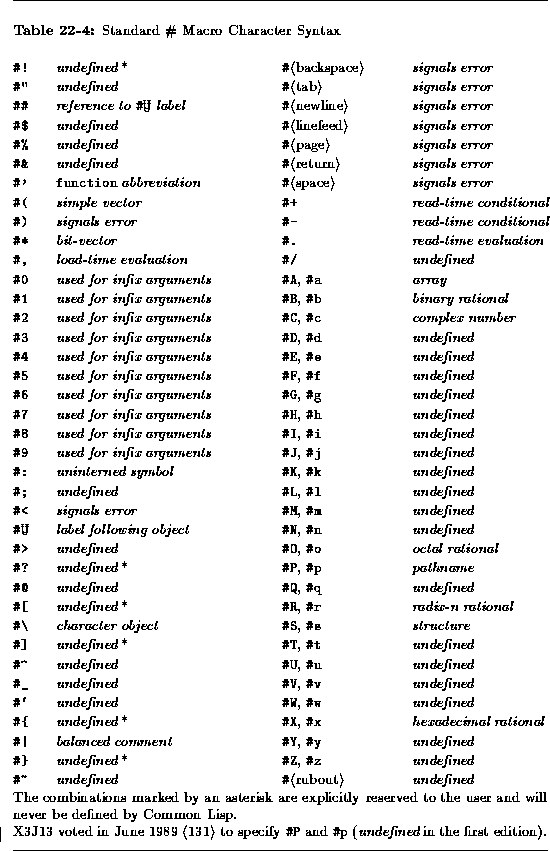 Table 22-4: Standard # Macro Character Syntax
#! undefined * #⟨backspace⟩ signals error
#" undefined #⟨tab⟩ signals error
## reference to #Ų label #⟨newline⟩ signals error
#$ undefined #⟨linefeed⟩ signals error
#% undefined #⟨page⟩ signals error
#& undefined #⟨return⟩ signals error
#' function abbreviation #⟨space⟩ signals error
#( simple vector #+ read-time conditional
#) signals error #- read-time conditional
#* bit-vector #. read-time evaluation
#, load-time evaluation #/ undefined
#0 used for infix arguments #A, #a array
#1 used for infix arguments #B, #b binary rational
#2 used for infix arguments #C, #c complex number
#3 used for infix arguments #D, #d undefined
#4 used for infix arguments #E, #e undefined
#5 used for infix arguments #F, #f undefined
#6 used for infix arguments #G, #g undefined
#7 used for infix arguments #H, #h undefined
#8 used for infix arguments #I, #i undefined
#9 used for infix arguments #J, #j undefined
#: uninterned symbol #K, #k undefined
#; undefined #L, #l undefined
#< signals error #M, #m undefined
label following object #N, #n undefined
#> undefined #O, #o octal rational
#? undefined * #P, #p pathname
#@ undefined #Q, #q undefined
#[ undefined * #R, #r radix-n rational
#\ character object #S, #s structure
#] undefined * #T, #t undefined
#^ undefined #U, #u undefined
#_ undefined #V, #v undefined
#‘ undefined #W, #w undefined
#{ undefined * #X, #x hexadecimal rational
#| balanced comment #Y, #y undefined
#} undefined * #Z, #z undefined
#~ undefined #⟨rubout⟩ undefined
The combinations marked by an asterisk are explicitly reserved to the user and will
never be defined by Common Lisp.
X3J13 voted in June 1989 ⟨131⟩ to specify #P and #p (undefined in the first edition).